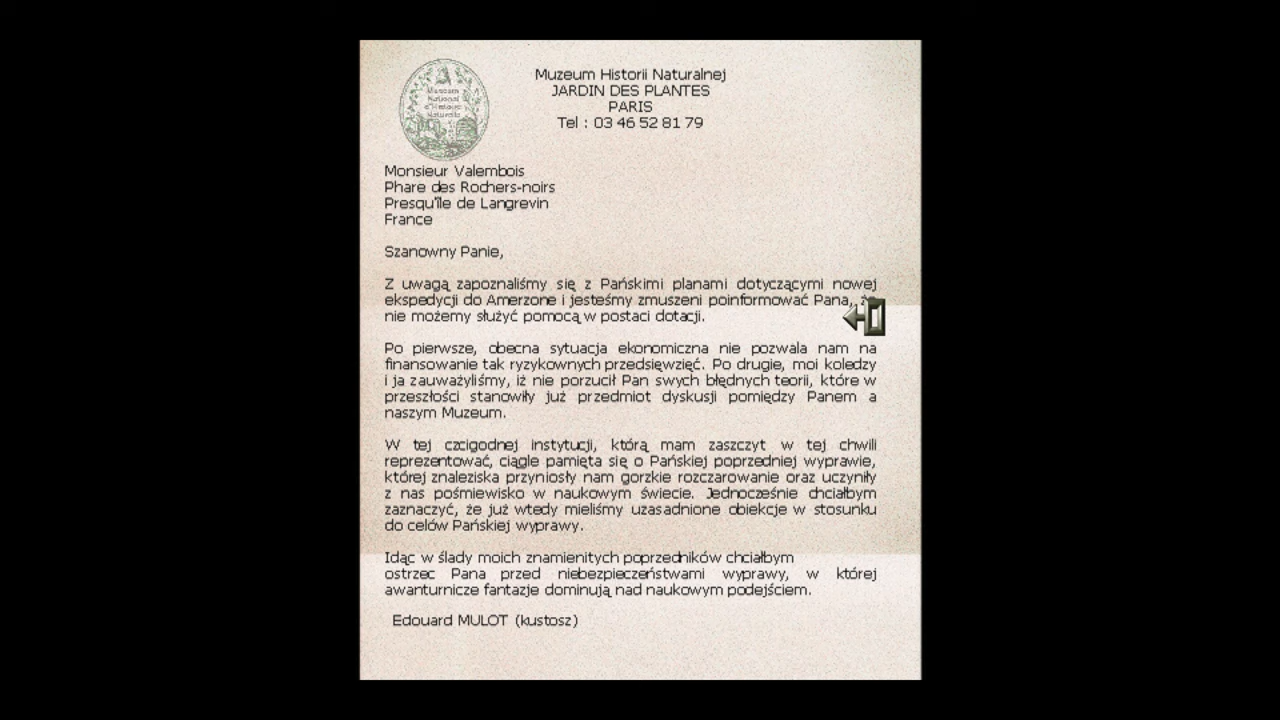 Muzeum Historii Naturalnej
JARDIN DES PLANTES
PARIS
Tel : 03 46 52 81 79
Museum
National
d'Histoire
Naturelle
Monsieur Valembois
Phare des Rochers-noirs
Presqu'île de Langrevin
France
Szanowny Panie,
Z uwagą zapoznaliśmy się z Pańskimi planami dotyczącymi nowej
ekspedycji do Amerzone i jesteśmy zmuszeni poinformować Pana, że
nie możemy służyć pomocą w postaci dotacji.
Po pierwsze, obecna sytuacja ekonomiczna nie pozwala nam na
finansowanie tak ryzykownych przedsięwzięć. Po drugie, moi koledzy
i ja zauważyliśmy, iż nie porzucił Pan swych błędnych teorii, które w
przeszłości stanowiły już przedmiot dyskusji pomiędzy Panem a
naszym Muzeum.
W tej czcigodnej instytucji, którą mam zaszczyt w tej chwili
reprezentować, ciągle pamięta się o Pańskiej poprzedniej wyprawie,
której znaleziska przyniosły nam gorzkie rozczarowanie oraz uczyniły
z nas pośmiewisko w naukowym świecie. Jednocześnie chciałbym
zaznaczyć, że już wtedy mieliśmy uzasadnione obiekcje w stosunku
do celów Pańskiej wyprawy.
Idąc w ślady moich znamienitych poprzedników chciałbym
ostrzec Pana przed niebezpieczeństwami wyprawy, w której
awanturnicze fantazje dominują nad naukowym podejściem.
Edouard MULOT (kustosz)